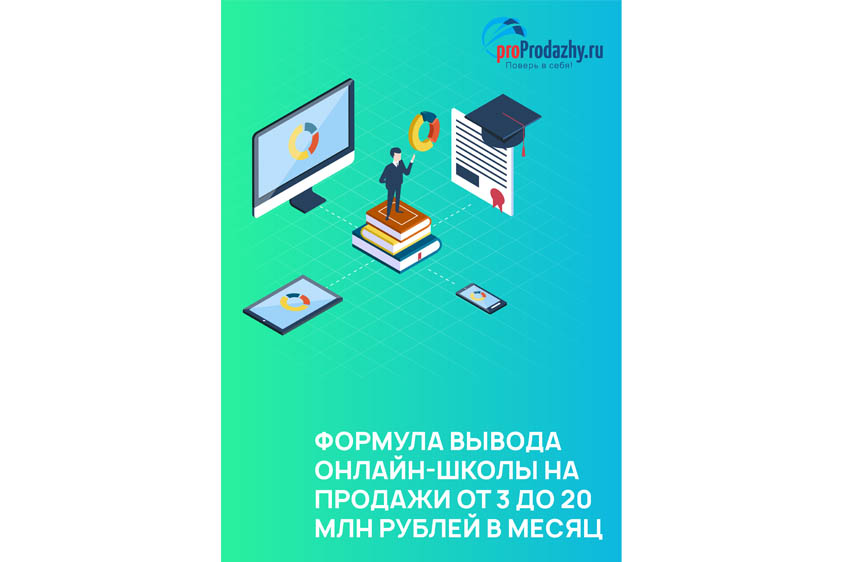 proProdazhy.ru
Поверь в себя!
ФОРМУЛА ВЫВОДА
ОНЛАЙН-ШКОЛЫ НА
ПРОДАЖИ ОТ 3 ДО 20
МЛН РУБЛЕЙ В МЕСЯЦ